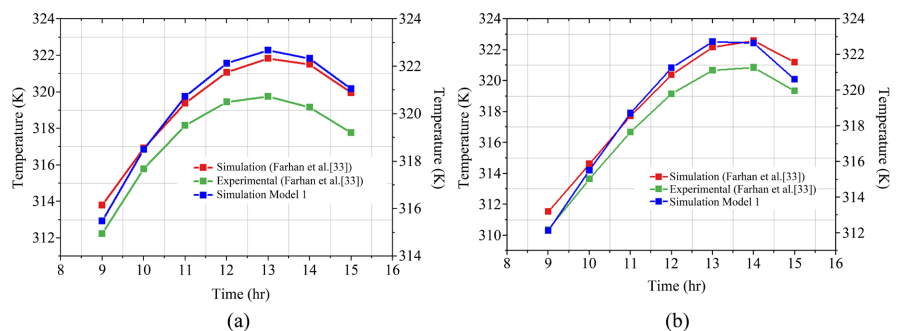 324
322
320
318
316
314
312
Temperature (K)
324
322
320
318
316
314
Temperature (K)
Simulation (Farhan et al.[33])
Experimental (Farhan et al.[33])
Simulation Model 1
8 9 10 11 12 13 14 15 16
Time (hr)
(a)
324
322
320
318
316
314
312
310
Temperature (K)
324
322
320
318
316
314
312
Temperature (K)
Simulation (Farhan et al.[33])
Experimental (Farhan et al.[33])
Simulation Model 1
8 9 10 11 12 13 14 15 16
Time (hr)
(b)